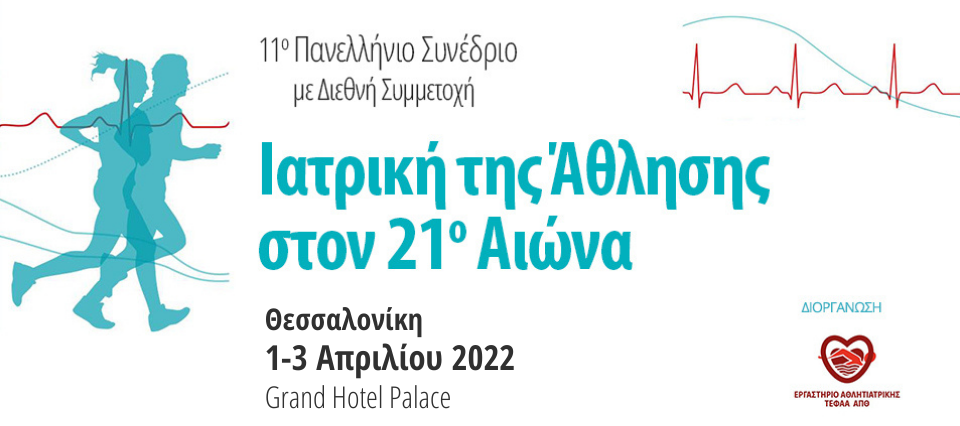 11ο Πανελλήνιο Συνέδριο
με Διεθνή Συμμετοχή
Ιατρική της Άθλησης
στον 21ο Αιώνα
Θεσσαλονίκη
1-3 Απριλίου 2022
Grand Hotel Palace
ΔΙΟΡΓΑΝΩΣΗ
ΕΡΓΑΣΤΗΡΙΟ ΑΘΛΗΤΙΑΤΡΙΚΗΣ
ΤΕΦΑΑ ΑΠΘ